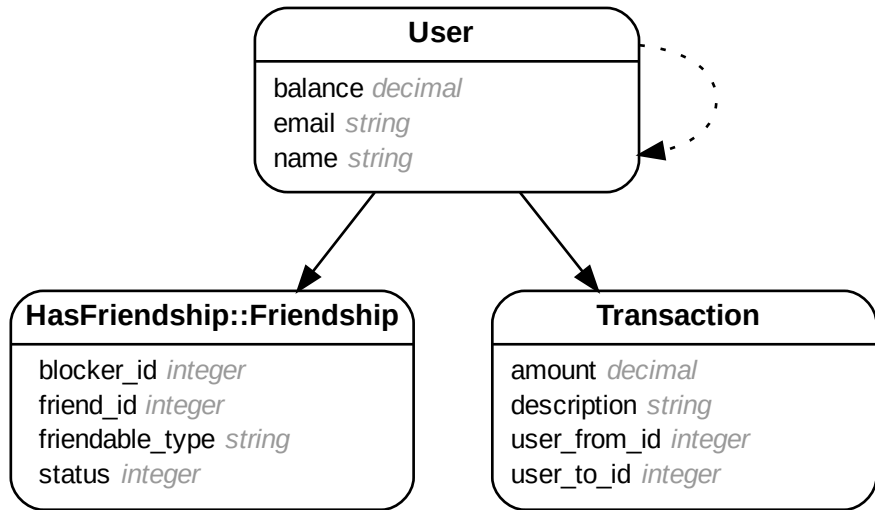 User
balance decimal
email string
name string
HasFriendship::Friendship
blocker_id integer
friend_id integer
friendable_type string
status integer
Transaction
amount decimal
description string
user_from_id integer
user_to_id integer